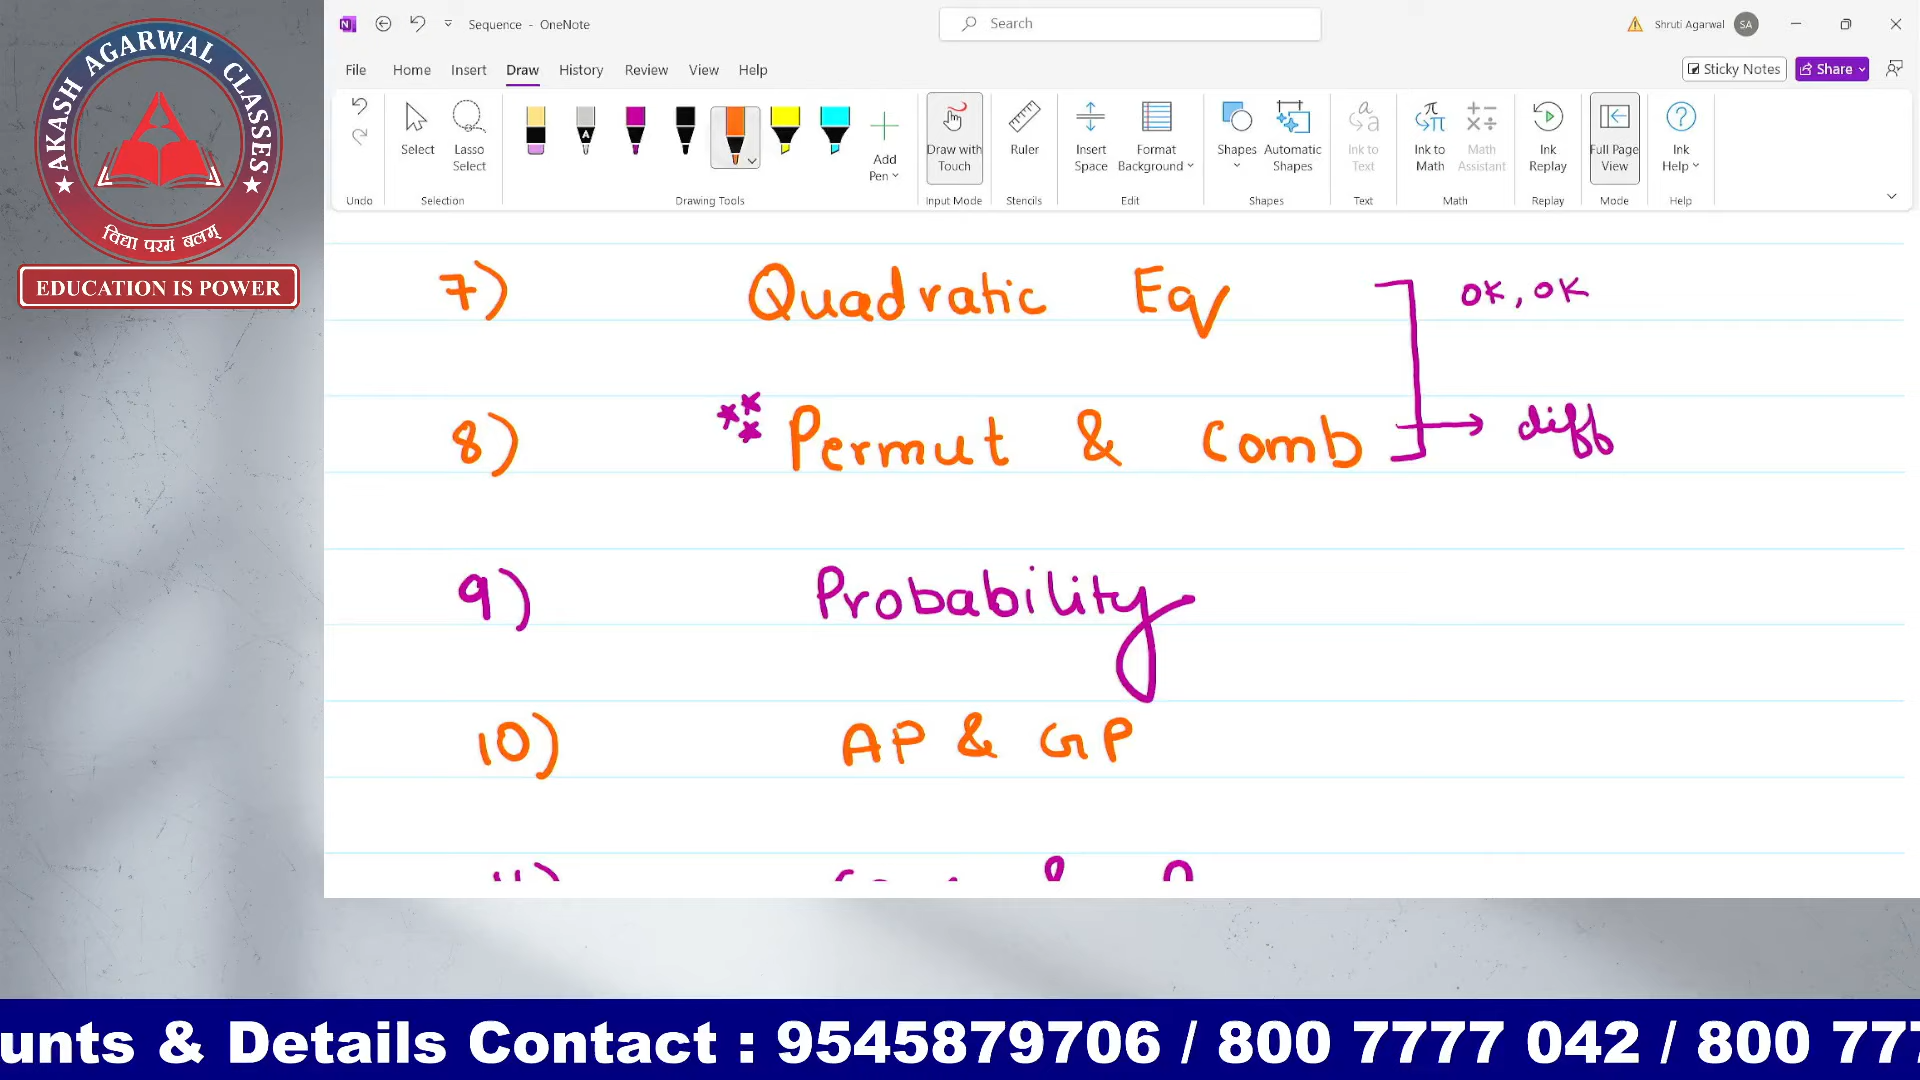 AKASH AGARWAL CLASSES
विद्या परमं बलम्
EDUCATION IS POWER
Sequence - OneNote
Search
Shruti Agarwal SA
File Home Insert Draw History Review View Help
Sticky Notes Share
Undo
Select
Lasso Select
Selection
Drawing Tools
Add Pen
Draw with Touch
Input Mode
Ruler
Stencils
Insert Space
Format Background
Edit
Shapes
Automatic Shapes
Shapes
Ink to Text
Text
Ink to Math
Math Assistant
Math
Ink Replay
Replay
Full Page View
Mode
Ink Help
Help
7) Quadratic Eq OK, OK
8) Permut & Comb → diff
9) Probability
10) AP & GP
unts & Details Contact : 9545879706 / 800 7777 042 / 800 777